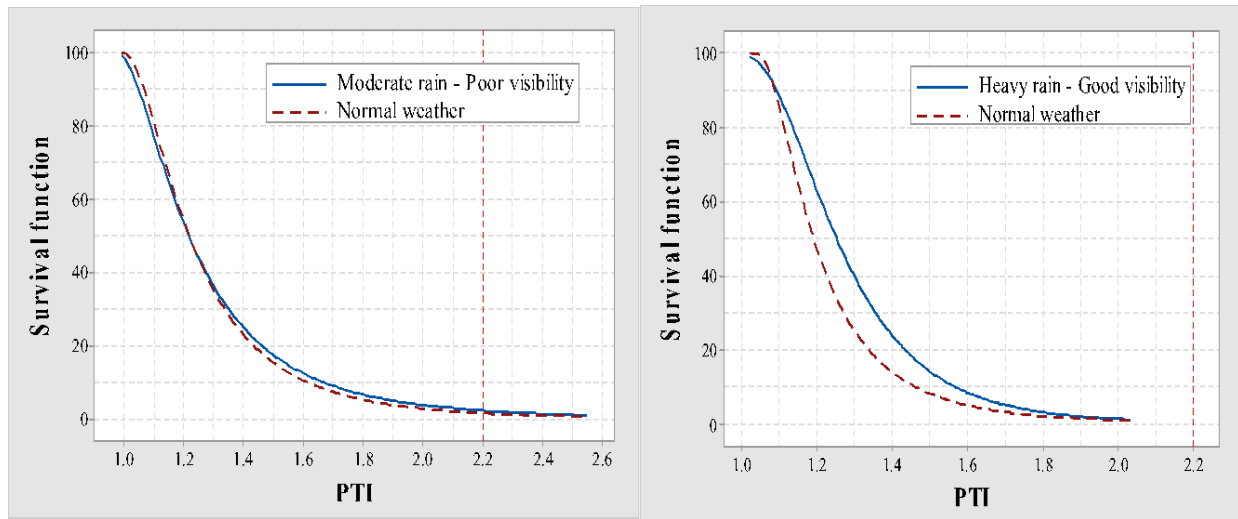 Survival function
100
80
60
40
20
0
Moderate rain - Poor visibility
Normal weather
1.0 1.2 1.4 1.6 1.8 2.0 2.2 2.4 2.6
PTI
Survival function
100
80
60
40
20
0
Heavy rain - Good visibility
Normal weather
1.0 1.2 1.4 1.6 1.8 2.0 2.2
PTI